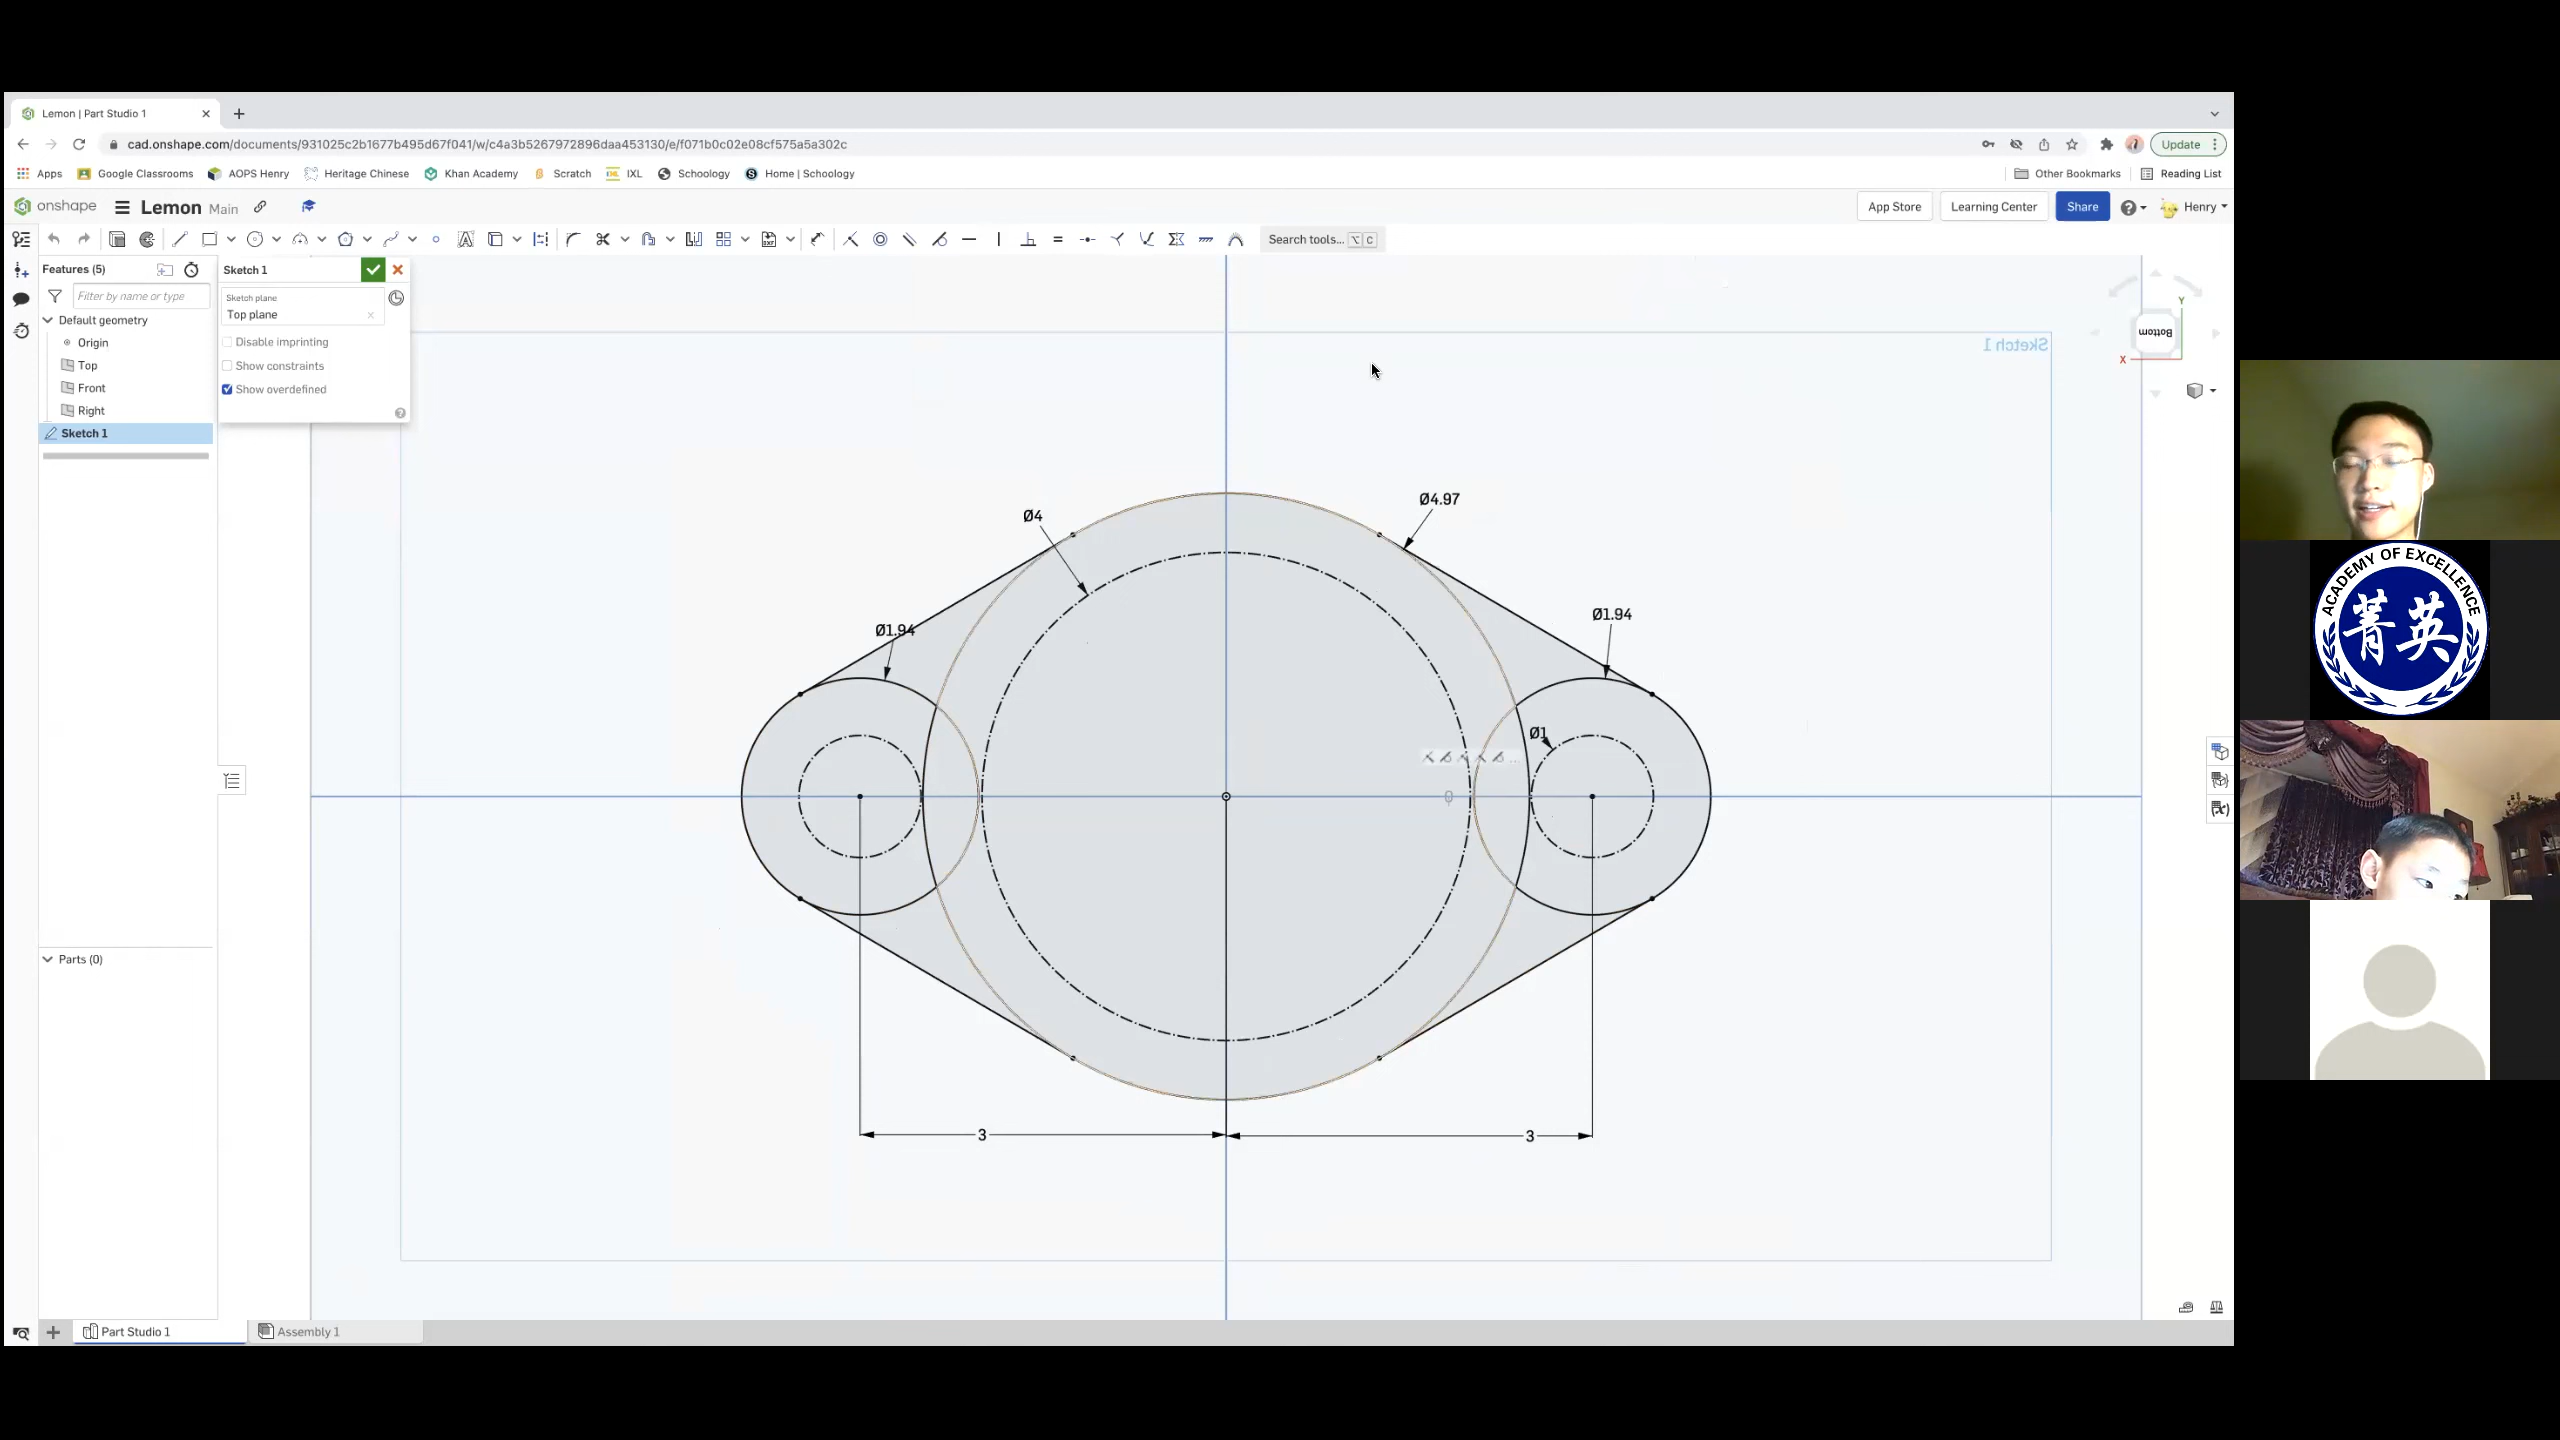 Lemon | Part Studio 1
cad.onshape.com/documents/931025c2b1677b495d67f041/w/c4a3b5267972896daa453130/e/f071b0c02e08cf575a5a302c
Update
Apps Google Classrooms AOPS Henry Heritage Chinese Khan Academy Scratch IXL Schoology Home | Schoology Other Bookmarks Reading List
onshape Lemon Main App Store Learning Center Share Henry
Search tools... ⌥ C
Features (5)
Filter by name or type
Default geometry
Origin
Top
Front
Right
Sketch 1
Sketch 1
Sketch plane
Top plane
Disable imprinting
Show constraints
Show overdefined
Sketch 1
Y
Bottom
X
Ø4.97
Ø4
Ø1.94
Ø1.94
Ø1
3
3
Parts (0)
Part Studio 1
Assembly 1
ACADEMY OF EXCELLENCE
菁英